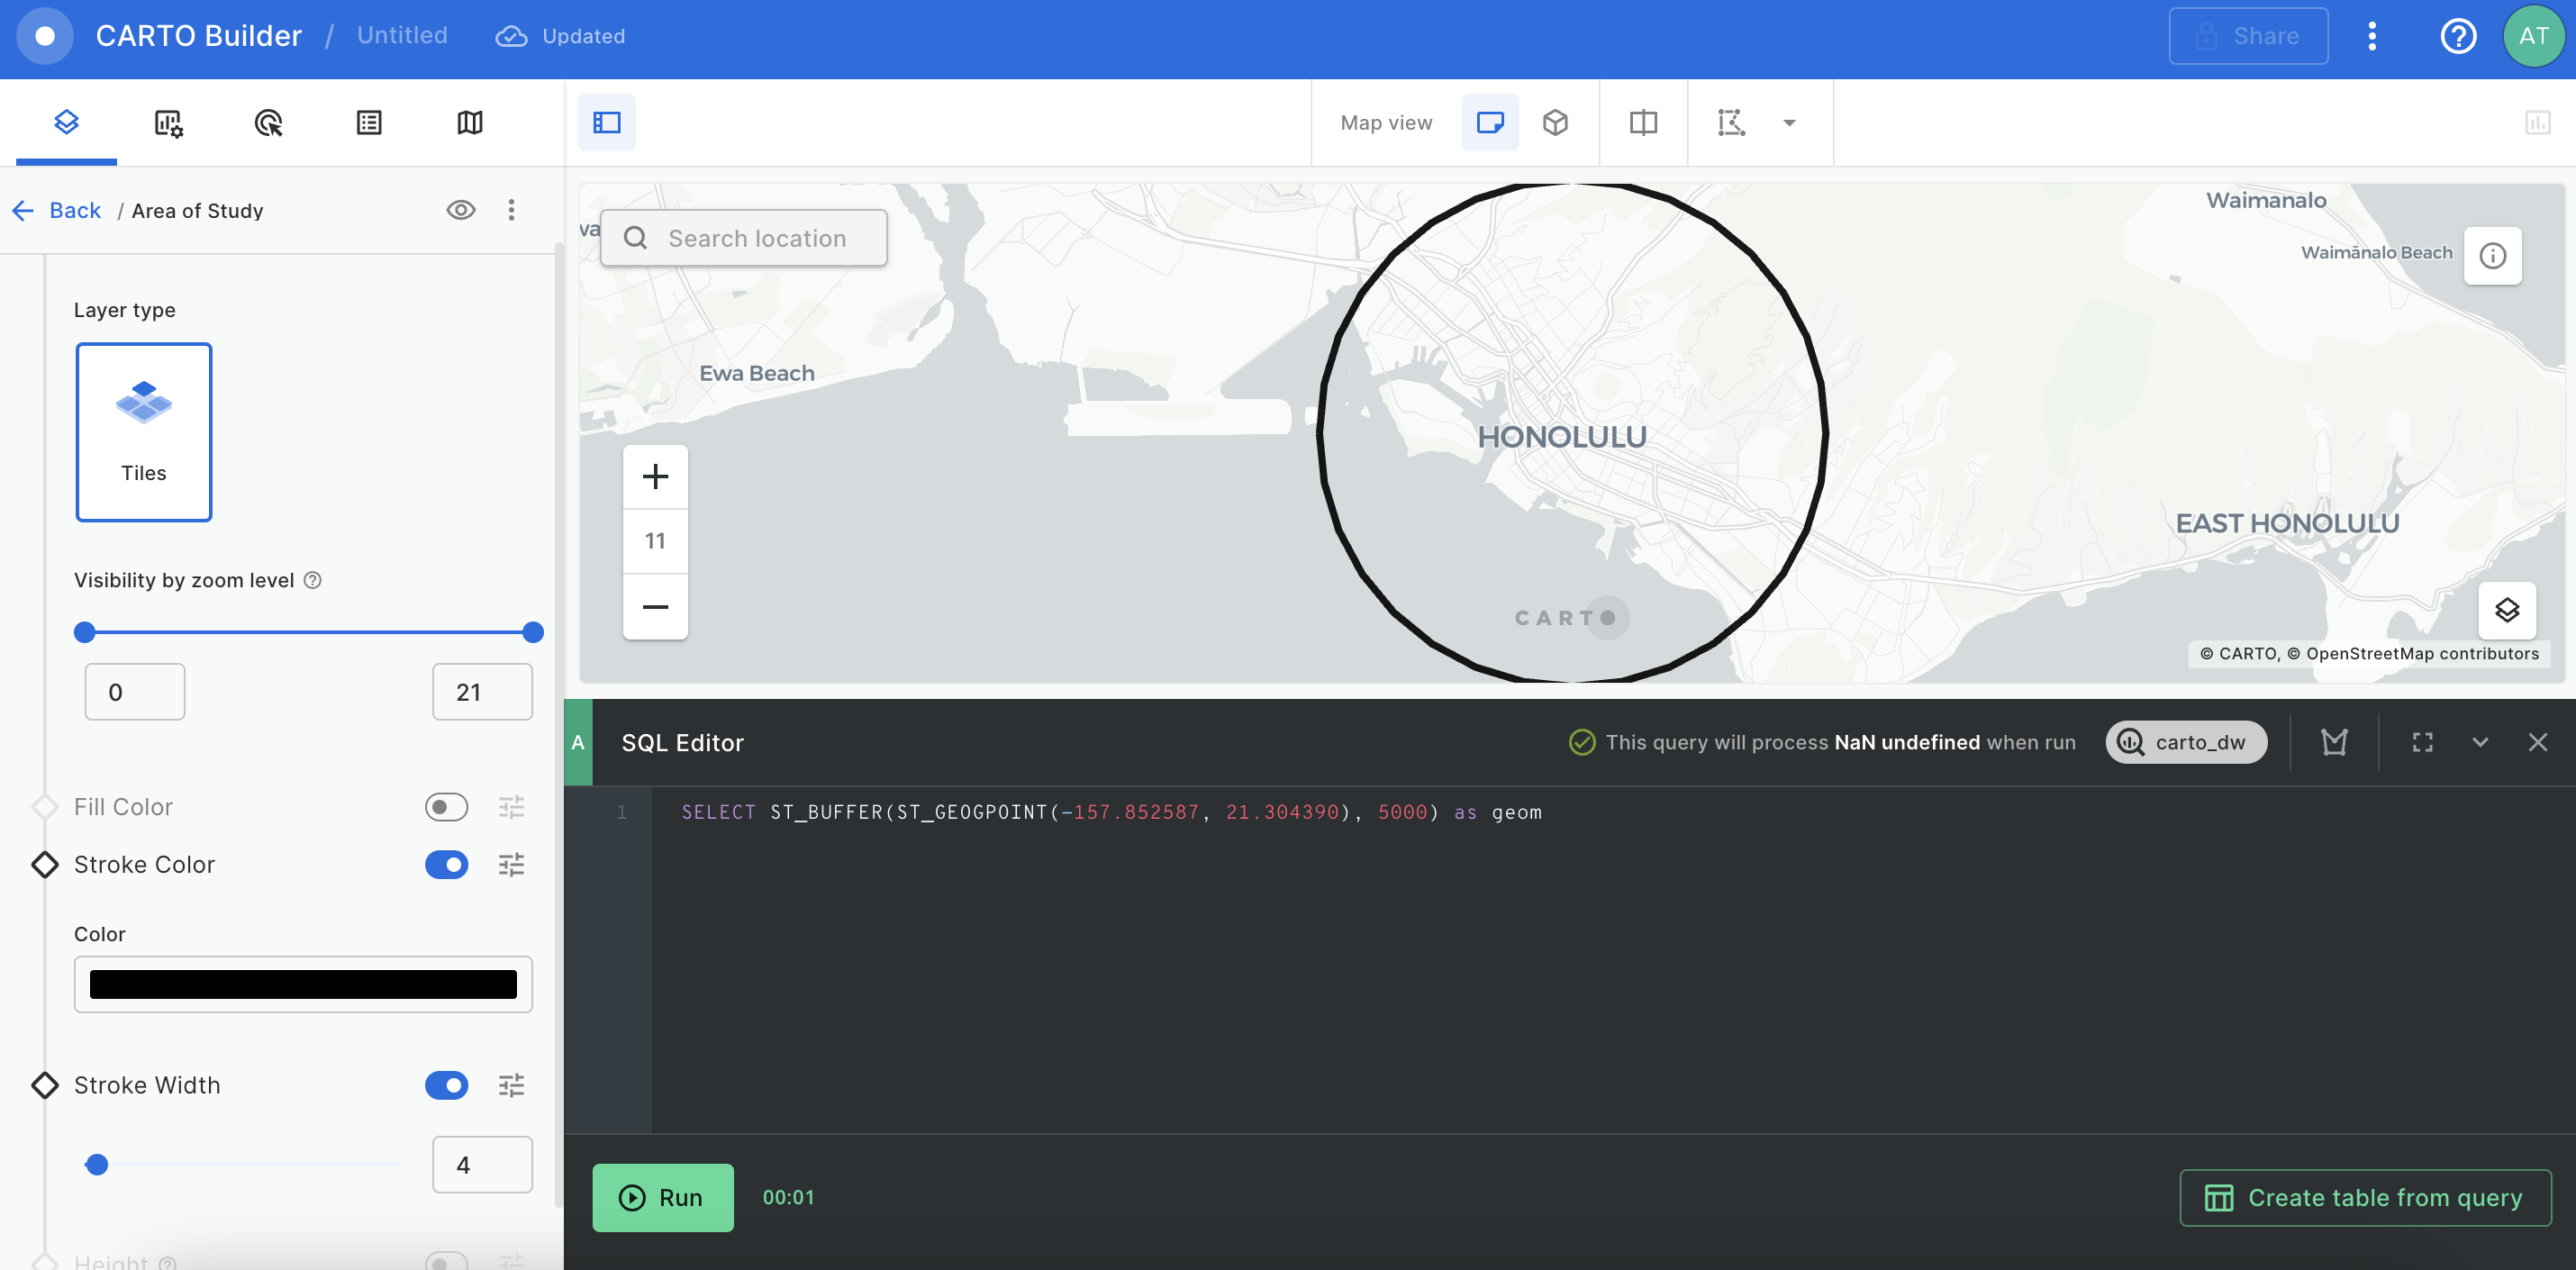 CARTO Builder / Untitled Updated Share AT
Map view
Back / Area of Study
Layer type
Tiles
Visibility by zoom level
0 21
Fill Color
Stroke Color
Color
Stroke Width
4
Height
Search location
Waimanalo
Waimānalo Beach
Ewa Beach
HONOLULU
EAST HONOLULU
11
CARTO
© CARTO, © OpenStreetMap contributors
A SQL Editor This query will process NaN undefined when run carto_dw
1 SELECT ST_BUFFER(ST_GEOGPOINT(-157.852587, 21.304390), 5000) as geom
Run 00:01 Create table from query